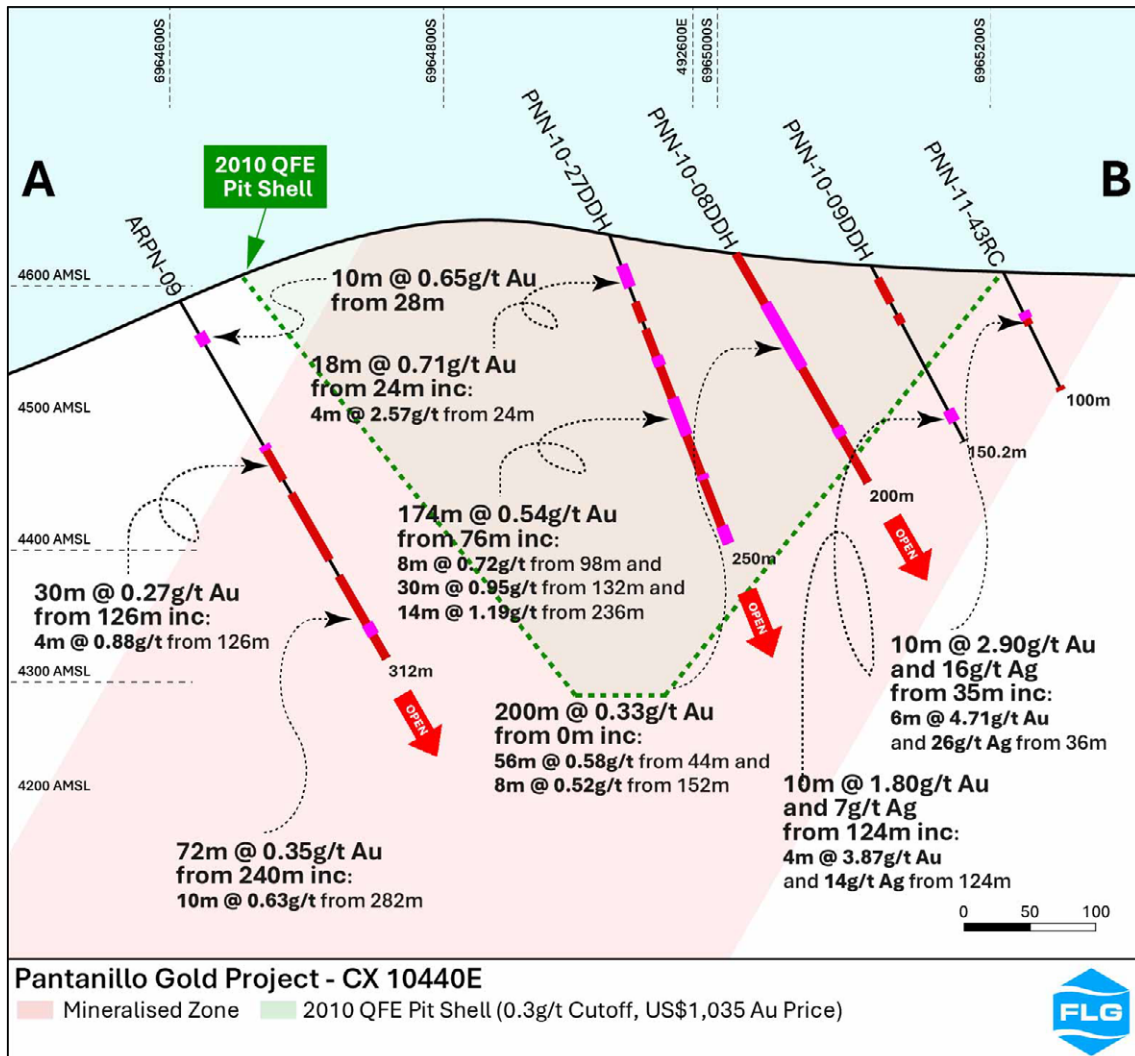 6964600S
6964800S
492600E
6965000S
6965200S
A
B
2010 QFE
Pit Shell
ARPN-09
PNN-10-27DDH
PNN-10-08DDH
PNN-10-09DDH
PNN-11-43RC
4600 AMSL
4500 AMSL
4400 AMSL
4300 AMSL
4200 AMSL
10m @ 0.65g/t Au
from 28m
18m @ 0.71g/t Au
from 24m inc:
4m @ 2.57g/t from 24m
174m @ 0.54g/t Au
from 76m inc:
8m @ 0.72g/t from 98m and
30m @ 0.95g/t from 132m and
14m @ 1.19g/t from 236m
30m @ 0.27g/t Au
from 126m inc:
4m @ 0.88g/t from 126m
72m @ 0.35g/t Au
from 240m inc:
10m @ 0.63g/t from 282m
200m @ 0.33g/t Au
from 0m inc:
56m @ 0.58g/t from 44m and
8m @ 0.52g/t from 152m
10m @ 2.90g/t Au
and 16g/t Ag
from 35m inc:
6m @ 4.71g/t Au
and 26g/t Ag from 36m
10m @ 1.80g/t Au
and 7g/t Ag
from 124m inc:
4m @ 3.87g/t Au
and 14g/t Ag from 124m
312m
250m
200m
150.2m
100m
OPEN
OPEN
OPEN
0 50 100
Pantanillo Gold Project - CX 10440E
Mineralised Zone
2010 QFE Pit Shell (0.3g/t Cutoff, US$1,035 Au Price)
FLG